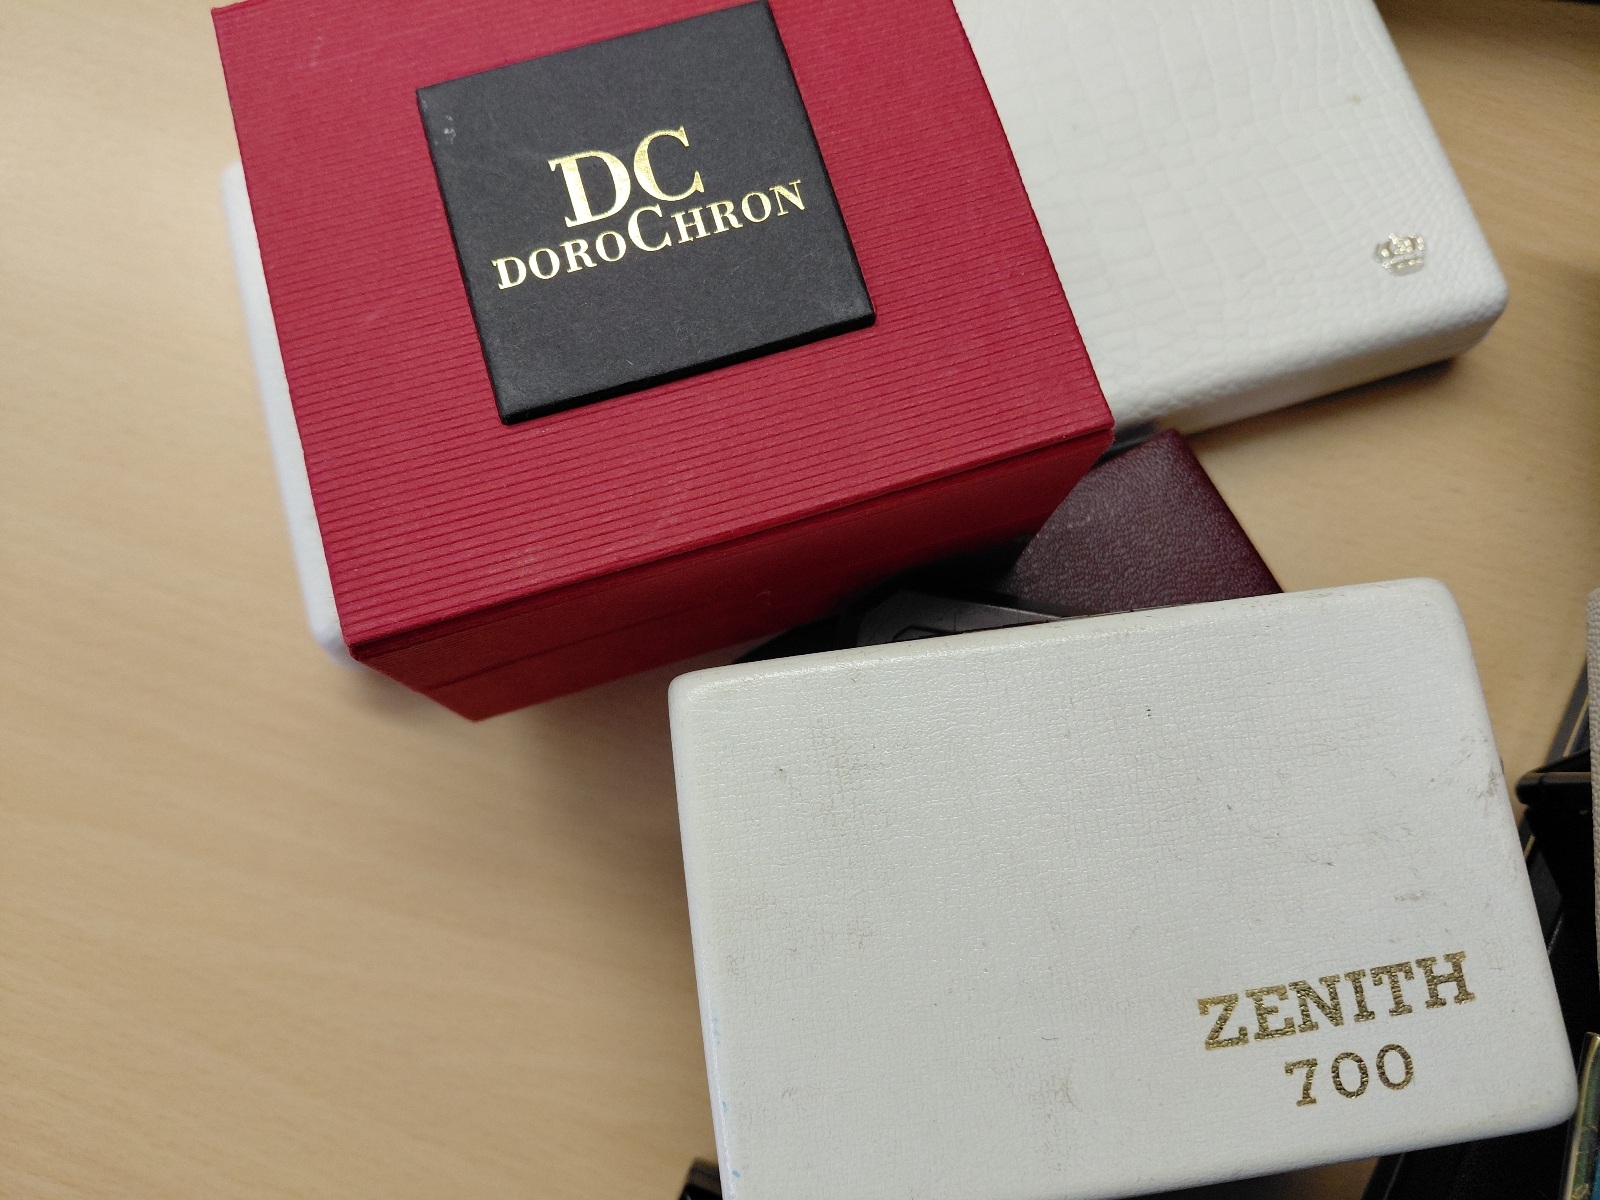 DC
DOROCHRON
ZENITH
700